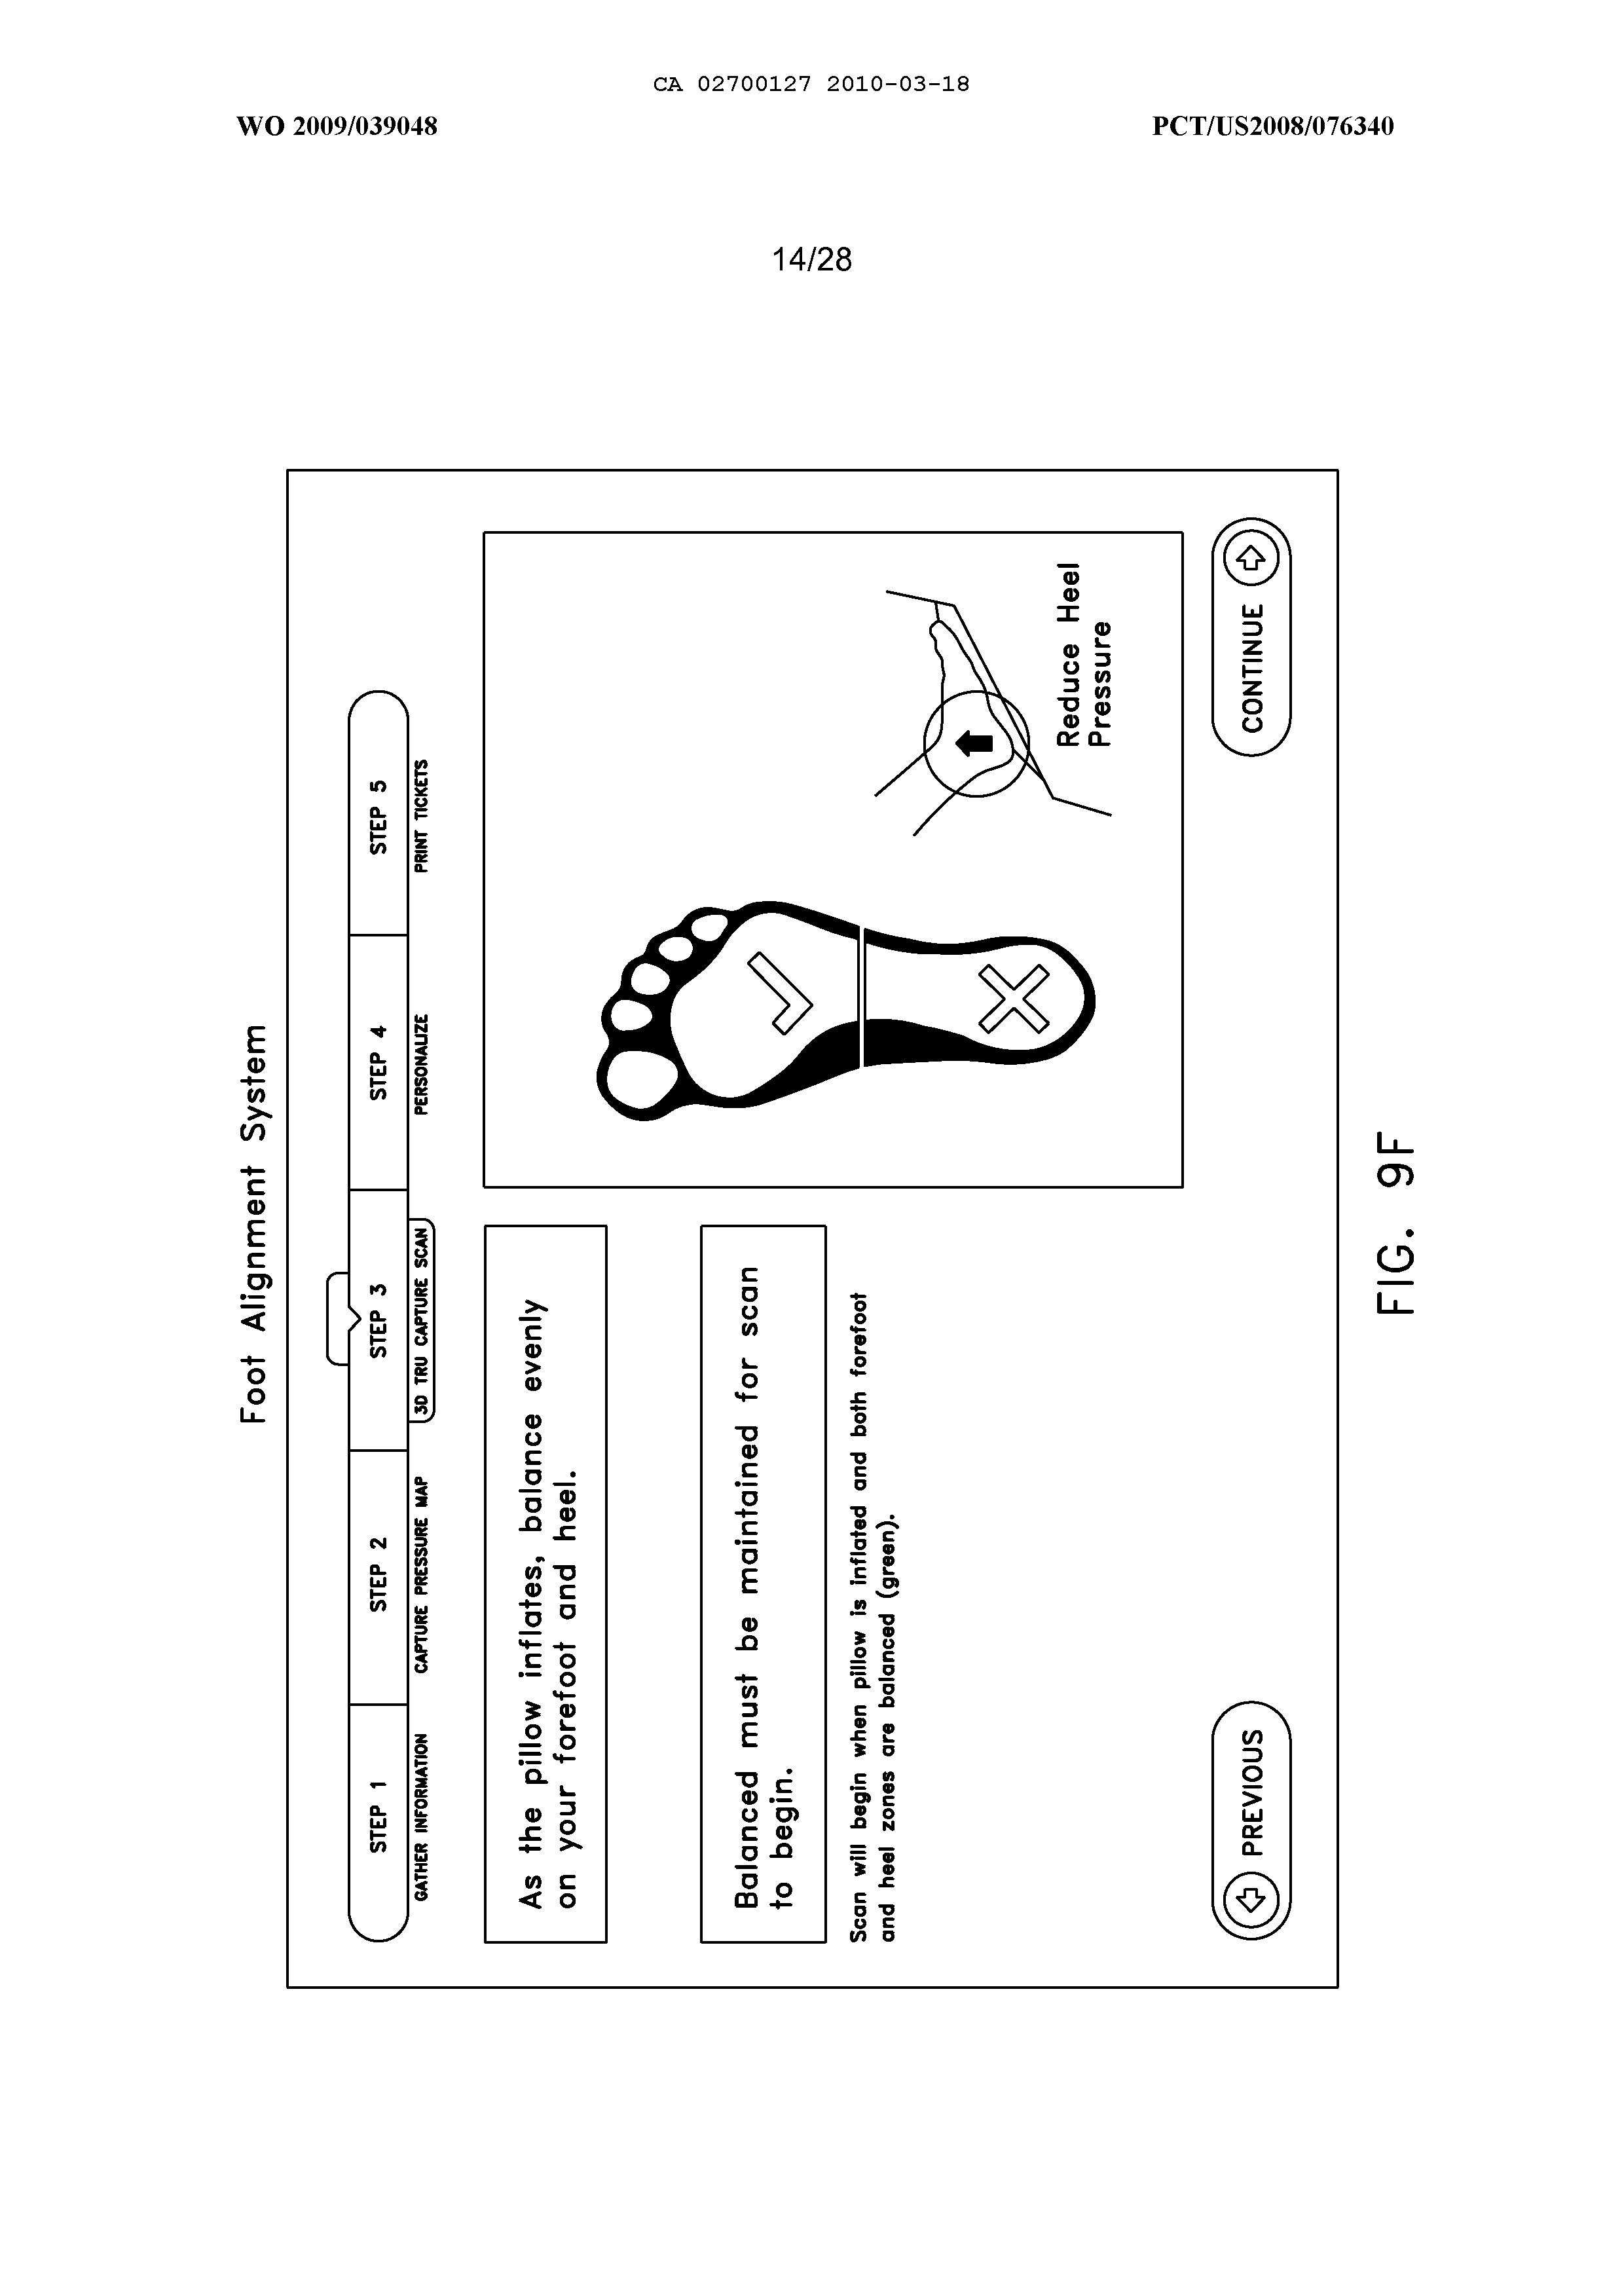 CA 02700127 2010-03-18
WO 2009/039048
PCT/US2008/076340
14/28
Foot Alignment System
STEP 1
STEP 2
STEP 3
STEP 4
STEP 5
GATHER INFORMATION
CAPTURE PRESSURE MAP
3D TRU CAPTURE SCAN
PERSONALIZE
PRINT TICKETS
As the pillow inflates, balance evenly
on your forefoot and heel.
Balanced must be maintained for scan
to begin.
Scan will begin when pillow is inflated and both forefoot
and heel zones are balanced (green).
Reduce Heel
Pressure
PREVIOUS
CONTINUE
FIG. 9F